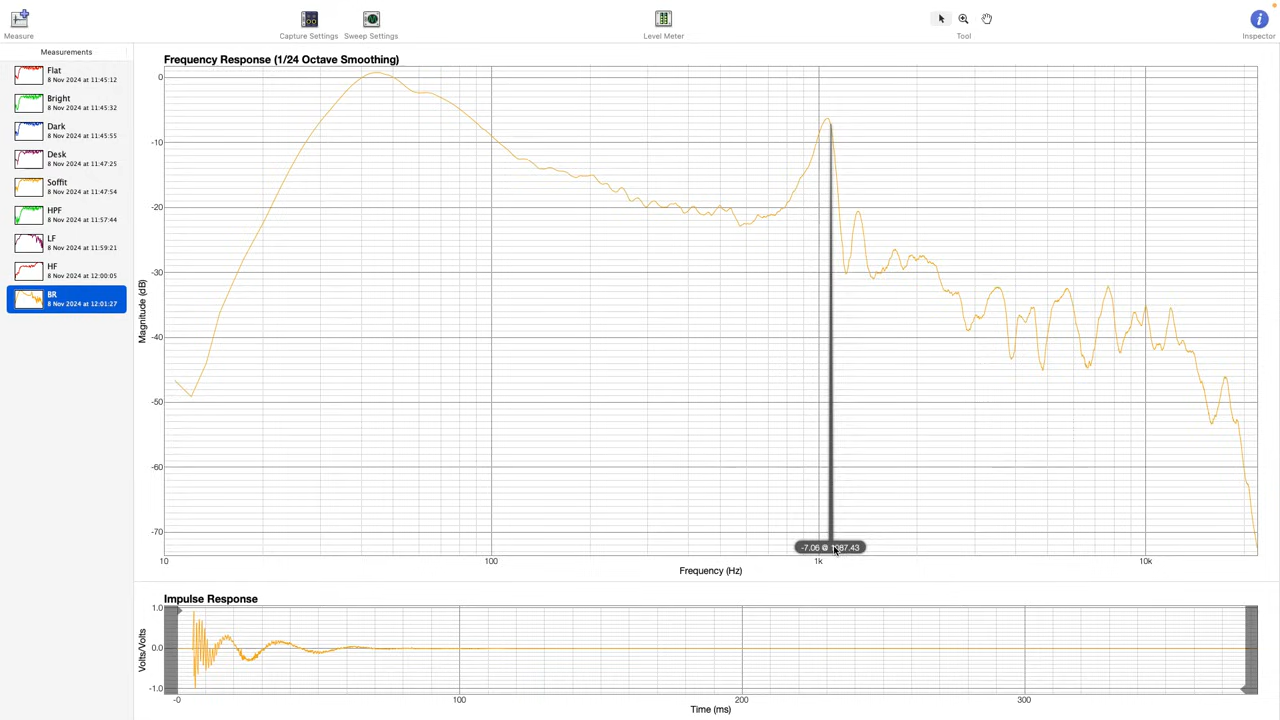 Measure
Capture Settings
Sweep Settings
Level Meter
Tool
Inspector
Measurements
Flat
8 Nov 2024 at 11:45:12
Bright
8 Nov 2024 at 11:45:32
Dark
8 Nov 2024 at 11:45:55
Desk
8 Nov 2024 at 11:47:25
Soffit
8 Nov 2024 at 11:47:54
HPF
8 Nov 2024 at 11:57:44
LF
8 Nov 2024 at 11:59:21
HF
8 Nov 2024 at 12:00:05
BR
8 Nov 2024 at 12:01:27
Frequency Response (1/24 Octave Smoothing)
Magnitude (dB)
0
-10
-20
-30
-40
-50
-60
-70
-7.06 @ 1087.43
10
100
1k
10k
Frequency (Hz)
Impulse Response
Volts/Volts
1.0
0.0
-1.0
-0
100
200
300
Time (ms)